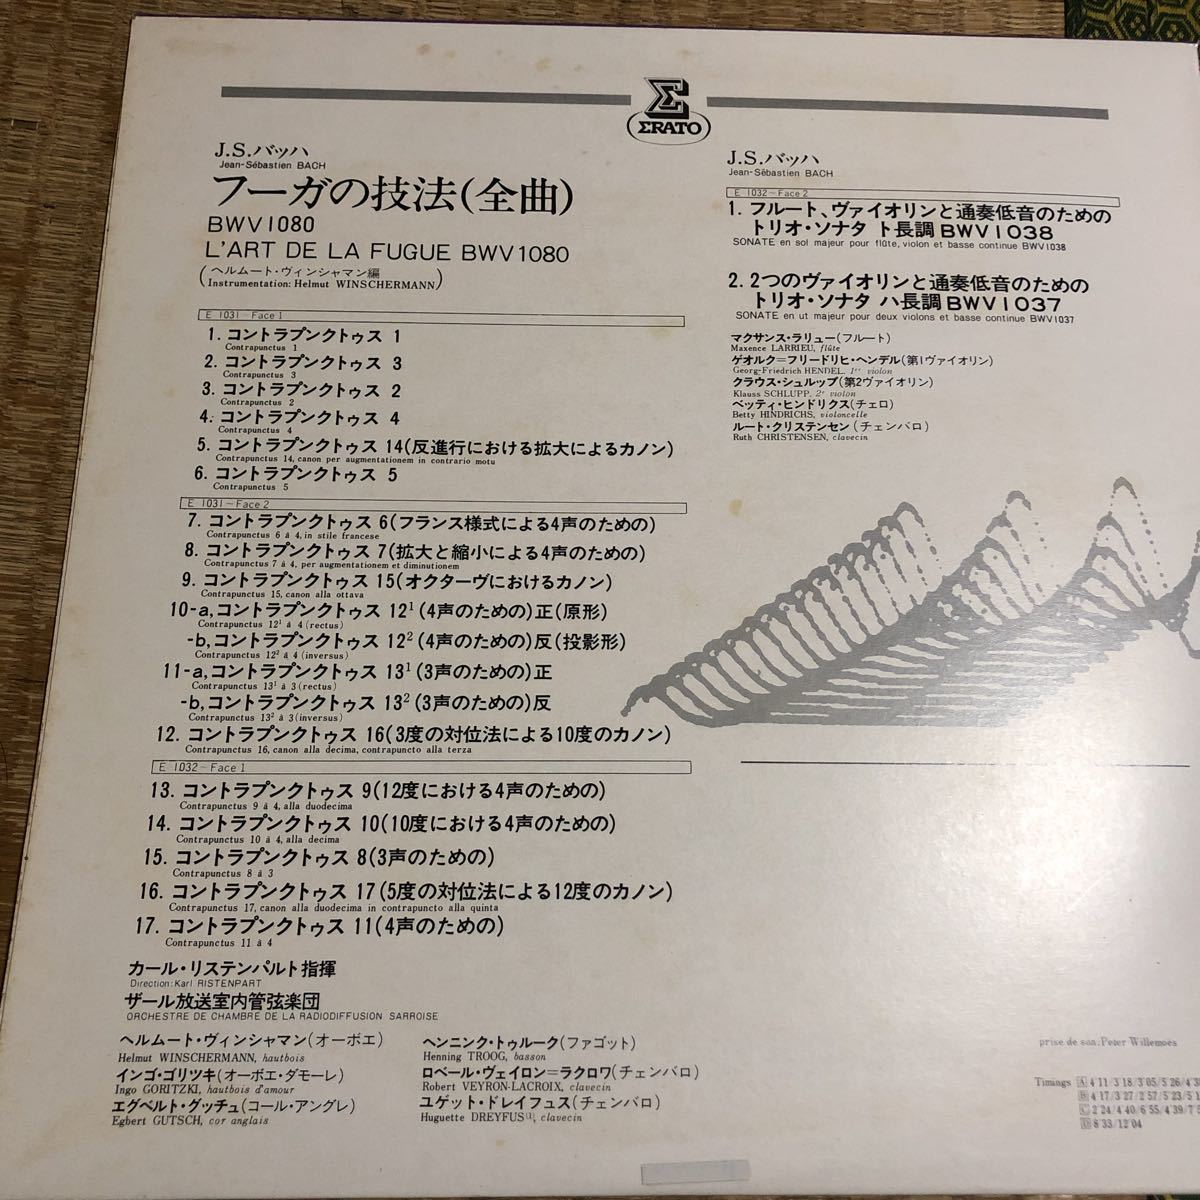 ERATO
J.S.バッハ
Jean-Sébastien BACH
フーガの技法(全曲)
BWV1080
L'ART DE LA FUGUE BWV1080
(ヘルムート・ヴィンシャマン編
Instrumentation: Helmut WINSCHERMANN)
E 1031-Face 1
1. コントラプンクトゥス 1
Contrapunctus 1
2. コントラプンクトゥス 3
Contrapunctus 3
3. コントラプンクトゥス 2
Contrapunctus 2
4. コントラプンクトゥス 4
Contrapunctus 4
5. コントラプンクトゥス 14(反進行における拡大によるカノン)
Contrapunctus 14, canon per augmentationem in contrario motu
6. コントラプンクトゥス 5
Contrapunctus 5
E 1031-Face 2
7. コントラプンクトゥス 6(フランス様式による4声のための)
Contrapunctus 6 à 4, in stile francese
8. コントラプンクトゥス 7(拡大と縮小による4声のための)
Contrapunctus 7 à 4, per augmentationem et diminutionem
9. コントラプンクトゥス 15(オクターヴにおけるカノン)
Contrapunctus 15, canon alla ottava
10-a, コントラプンクトゥス 12¹(4声のための)正(原形)
Contrapunctus 12¹ à 4 (rectus)
-b, コントラプンクトゥス 12²(4声のための)反(投影形)
Contrapunctus 12² à 4 (inversus)
11-a, コントラプンクトゥス 13¹(3声のための)正
Contrapunctus 13¹ à 3 (rectus)
-b, コントラプンクトゥス 13²(3声のための)反
Contrapunctus 13² à 3 (inversus)
12. コントラプンクトゥス 16(3度の対位法による10度のカノン)
Contrapunctus 16, canon alla decima, contrapuncto alla terza
E 1032-Face 1
13. コントラプンクトゥス 9(12度における4声のための)
Contrapunctus 9 à 4, alla duodecima
14. コントラプンクトゥス 10(10度における4声のための)
Contrapunctus 10 à 4, alla decima
15. コントラプンクトゥス 8(3声のための)
Contrapunctus 8 à 3
16. コントラプンクトゥス 17(5度の対位法による12度のカノン)
Contrapunctus 17, canon alla duodecima in contrapuncto alla quinta
17. コントラプンクトゥス 11(4声のための)
Contrapunctus 11 à 4
カール・リステンパルト指揮
Direction: Karl RISTENPART
ザール放送室内管弦楽団
ORCHESTRE DE CHAMBRE DE LA RADIODIFFUSION SARROISE
ヘルムート・ヴィンシャマン(オーボエ)
Helmut WINSCHERMANN, hautbois
インゴ・ゴリツキ(オーボエ・ダモーレ)
Ingo GORITZKI, hautbois d'amour
エグベルト・グッチュ(コール・アングレ)
Egbert GUTSCH, cor anglais
ヘンニンク・トゥルーク(ファゴット)
Henning TROOG, basson
ロベール・ヴェイロン=ラクロワ(チェンバロ)
Robert VEYRON-LACROIX, clavecin
ユゲット・ドレイフュス(チェンバロ)
Huguette DREYFUS(1), clavecin
J.S.バッハ
Jean-Sébastien BACH
E 1032-Face 2
1. フルート、ヴァイオリンと通奏低音のための
トリオ・ソナタ ト長調 BWV1038
SONATE en sol majeur pour flûte, violon et basse continue BWV1038
2. 2つのヴァイオリンと通奏低音のための
トリオ・ソナタ ハ長調 BWV1037
SONATE en ut majeur pour deux violons et basse continue BWV1037
マクサンス・ラリュー(フルート)
Maxence LARRIEU, flûte
ゲオルク=フリードリヒ・ヘンデル(第1ヴァイオリン)
Georg-Friedrich HENDEL, 1er violon
クラウス・シュルップ(第2ヴァイオリン)
Klauss SCHLUPP, 2e violon
ベッティ・ヒンドリクス(チェロ)
Betty HINDRICHS, violoncelle
ルート・クリステンセン(チェンバロ)
Ruth CHRISTENSEN, clavecin
prise de son: Peter Willemoës
Timings A 4'11/3'18/3'05/5'26/4'3
B 4'17/3'27/2'57/5'23/5'1
C 2'24/4'40/6'55/4'39/7'5
D 8'33/12'04